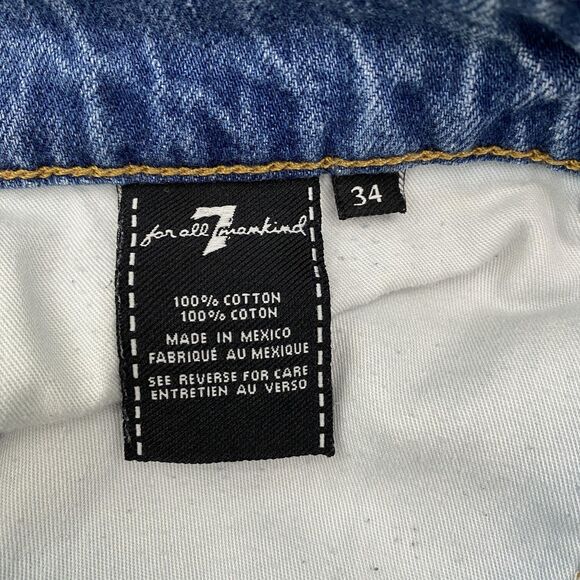 34
7
for all mankind
100% COTTON
100% COTON
MADE IN MEXICO
FABRIQUÉ AU MEXIQUE
SEE REVERSE FOR CARE
ENTRETIEN AU VERSO